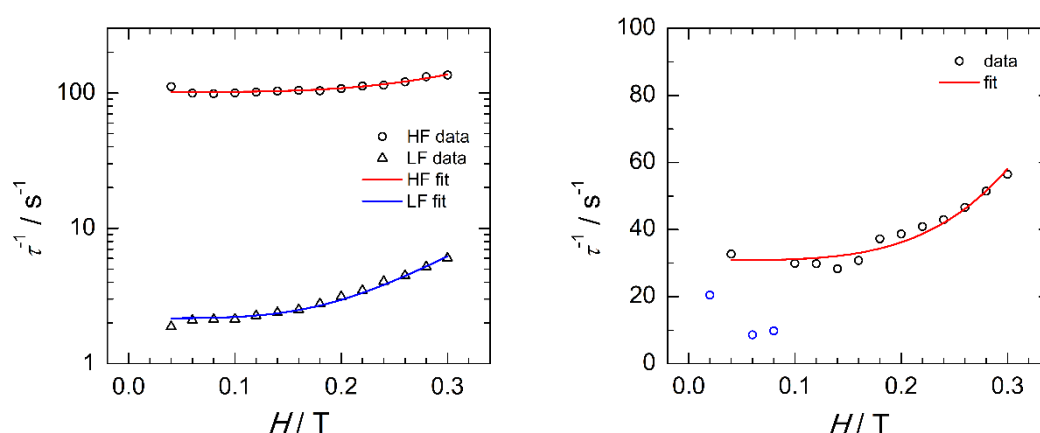 100
10
1
0.0 0.1 0.2 0.3
H / T
τ⁻¹ / s⁻¹
HF data
LF data
HF fit
LF fit
100
80
60
40
20
0
0.0 0.1 0.2 0.3
H / T
τ⁻¹ / s⁻¹
data
fit